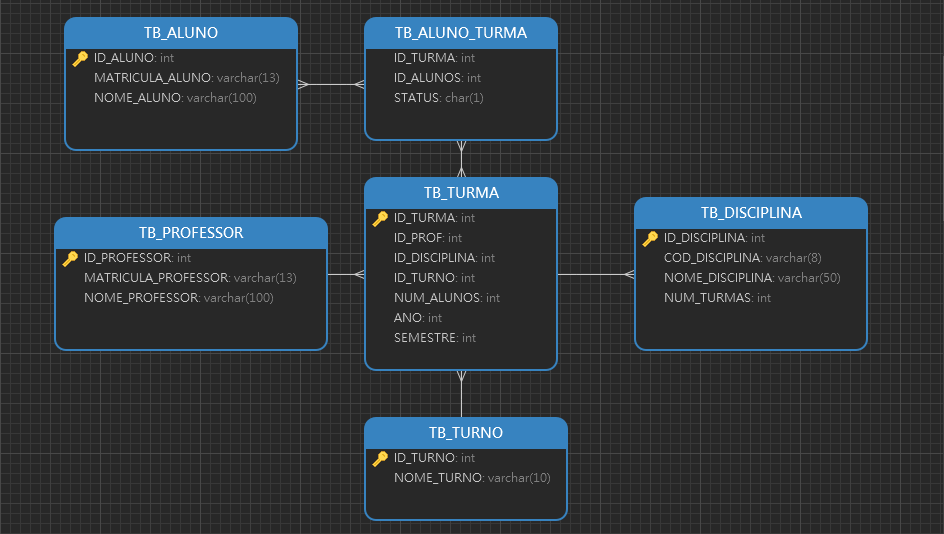 TB_ALUNO
ID_ALUNO: int
MATRICULA_ALUNO: varchar(13)
NOME_ALUNO: varchar(100)
TB_ALUNO_TURMA
ID_TURMA: int
ID_ALUNOS: int
STATUS: char(1)
TB_PROFESSOR
ID_PROFESSOR: int
MATRICULA_PROFESSOR: varchar(13)
NOME_PROFESSOR: varchar(100)
TB_TURMA
ID_TURMA: int
ID_PROF: int
ID_DISCIPLINA: int
ID_TURNO: int
NUM_ALUNOS: int
ANO: int
SEMESTRE: int
TB_DISCIPLINA
ID_DISCIPLINA: int
COD_DISCIPLINA: varchar(8)
NOME_DISCIPLINA: varchar(50)
NUM_TURMAS: int
TB_TURNO
ID_TURNO: int
NOME_TURNO: varchar(10)